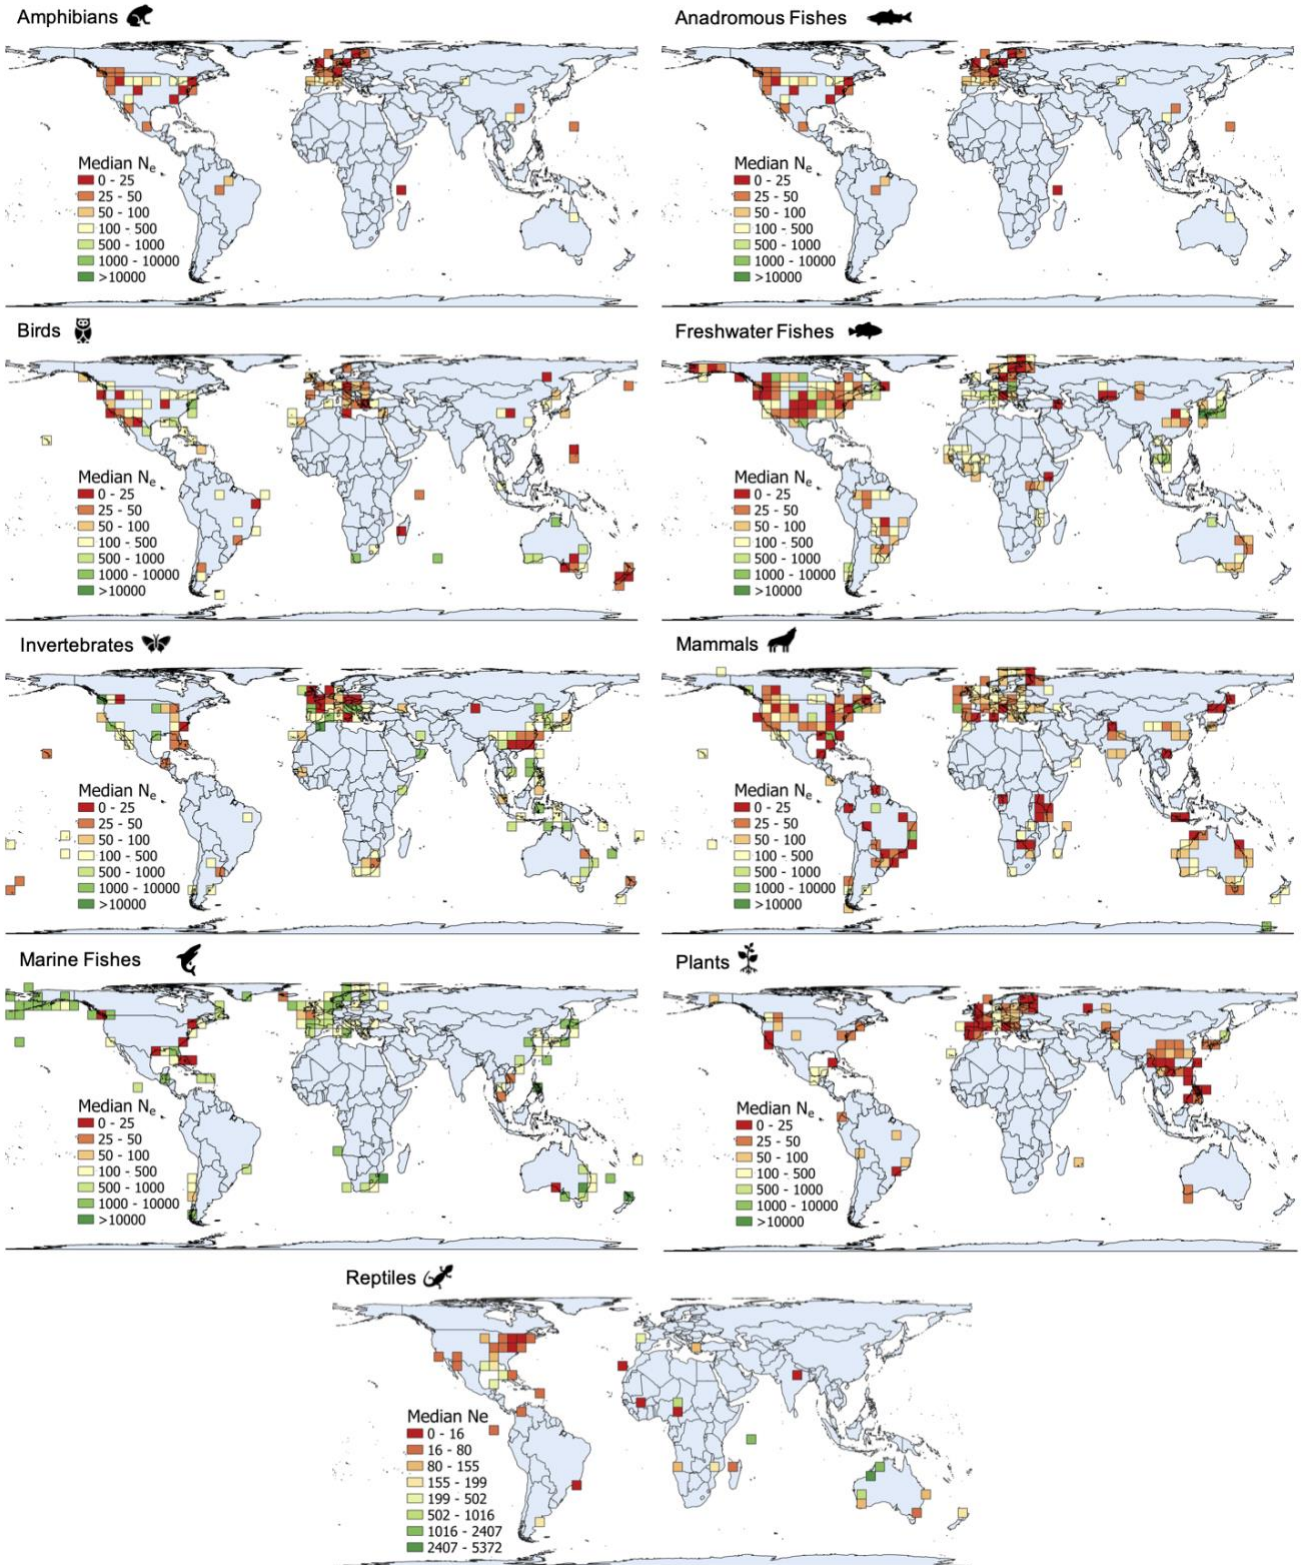 Amphibians
Anadromous Fishes
Median Ne
0 - 25
25 - 50
50 - 100
100 - 500
500 - 1000
1000 - 10000
>10000
Median Ne
0 - 25
25 - 50
50 - 100
100 - 500
500 - 1000
1000 - 10000
>10000
Birds
Freshwater Fishes
Median Ne
0 - 25
25 - 50
50 - 100
100 - 500
500 - 1000
1000 - 10000
>10000
Median Ne
0 - 25
25 - 50
50 - 100
100 - 500
500 - 1000
1000 - 10000
>10000
Invertebrates
Mammals
Median Ne
0 - 25
25 - 50
50 - 100
100 - 500
500 - 1000
1000 - 10000
>10000
Median Ne
0 - 25
25 - 50
50 - 100
100 - 500
500 - 1000
1000 - 10000
>10000
Marine Fishes
Plants
Median Ne
0 - 25
25 - 50
50 - 100
100 - 500
500 - 1000
1000 - 10000
>10000
Median Ne
0 - 25
25 - 50
50 - 100
100 - 500
500 - 1000
1000 - 10000
>10000
Reptiles
Median Ne
0 - 16
16 - 80
80 - 155
155 - 199
199 - 502
502 - 1016
1016 - 2407
2407 - 5372